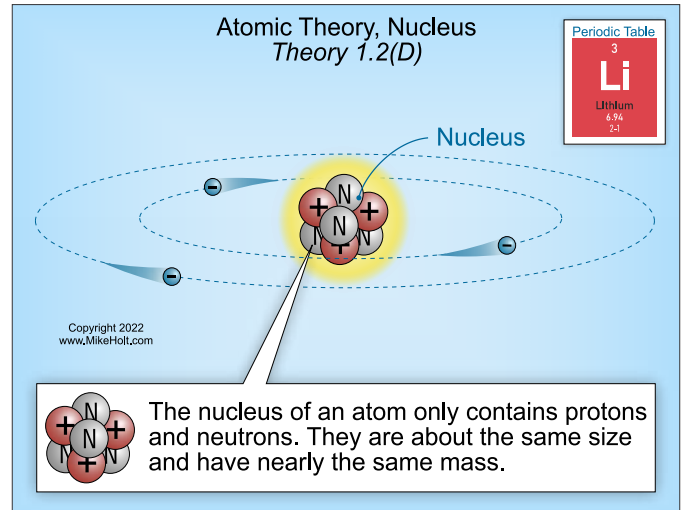 Atomic Theory, Nucleus
Theory 1.2(D)
Periodic Table
3
Li
LIthIum
6.94
2-1
Nucleus
N
+
+
N
N
+
N
-
-
-
Copyright 2022
www.MikeHolt.com
The nucleus of an atom only contains protons
and neutrons. They are about the same size
and have nearly the same mass.
N
+
+
N
N
+
N